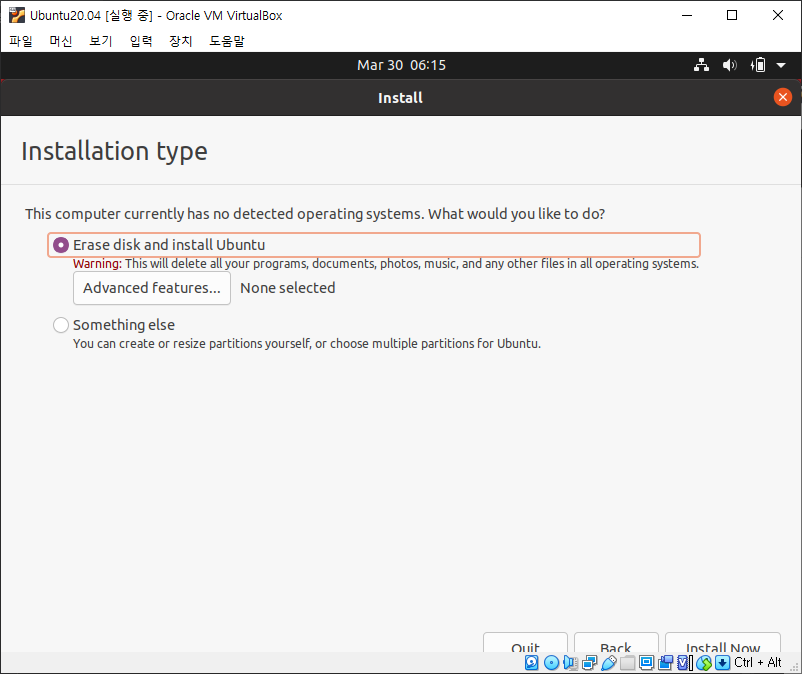 Ubuntu20.04 [실행 중] - Oracle VM VirtualBox
파일 머신 보기 입력 장치 도움말
Mar 30 06:15
Install
Installation type
This computer currently has no detected operating systems. What would you like to do?
Erase disk and install Ubuntu
Warning: This will delete all your programs, documents, photos, music, and any other files in all operating systems.
Advanced features... None selected
Something else
You can create or resize partitions yourself, or choose multiple partitions for Ubuntu.
Quit Back Install Now
Ctrl + Alt